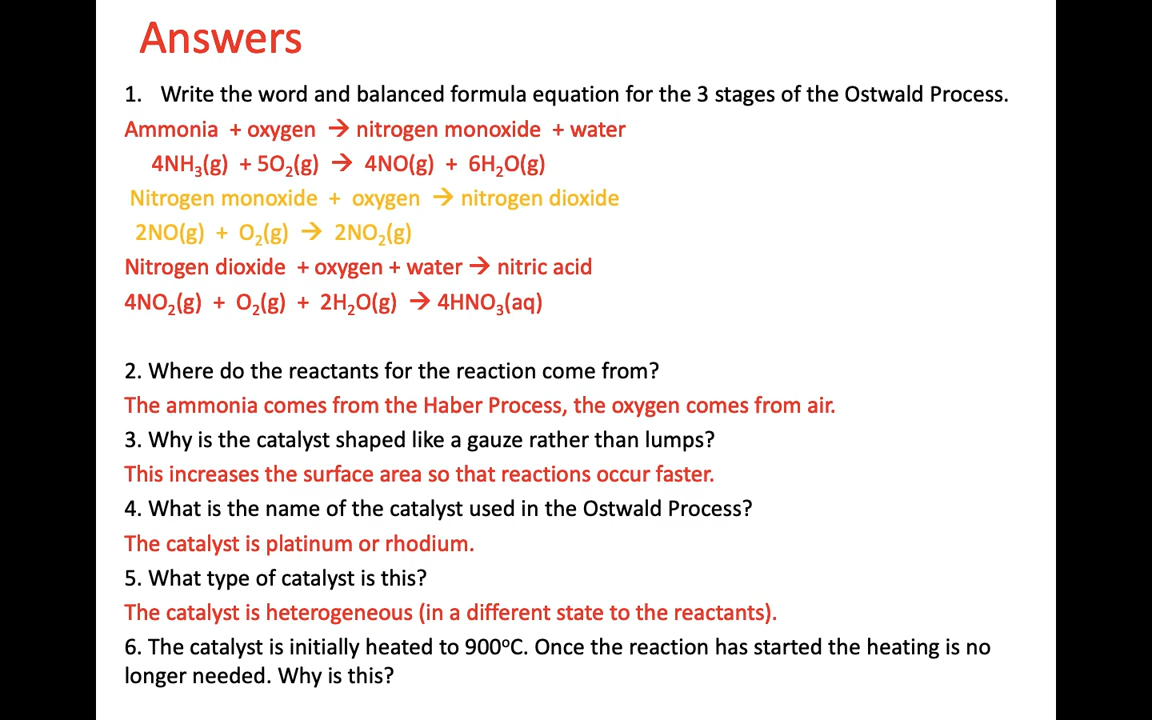 Answers
1. Write the word and balanced formula equation for the 3 stages of the Ostwald Process.
Ammonia + oxygen → nitrogen monoxide + water
4NH₃(g) + 5O₂(g) → 4NO(g) + 6H₂O(g)
Nitrogen monoxide + oxygen → nitrogen dioxide
2NO(g) + O₂(g) → 2NO₂(g)
Nitrogen dioxide + oxygen + water → nitric acid
4NO₂(g) + O₂(g) + 2H₂O(g) → 4HNO₃(aq)
2. Where do the reactants for the reaction come from?
The ammonia comes from the Haber Process, the oxygen comes from air.
3. Why is the catalyst shaped like a gauze rather than lumps?
This increases the surface area so that reactions occur faster.
4. What is the name of the catalyst used in the Ostwald Process?
The catalyst is platinum or rhodium.
5. What type of catalyst is this?
The catalyst is heterogeneous (in a different state to the reactants).
6. The catalyst is initially heated to 900°C. Once the reaction has started the heating is no
longer needed. Why is this?